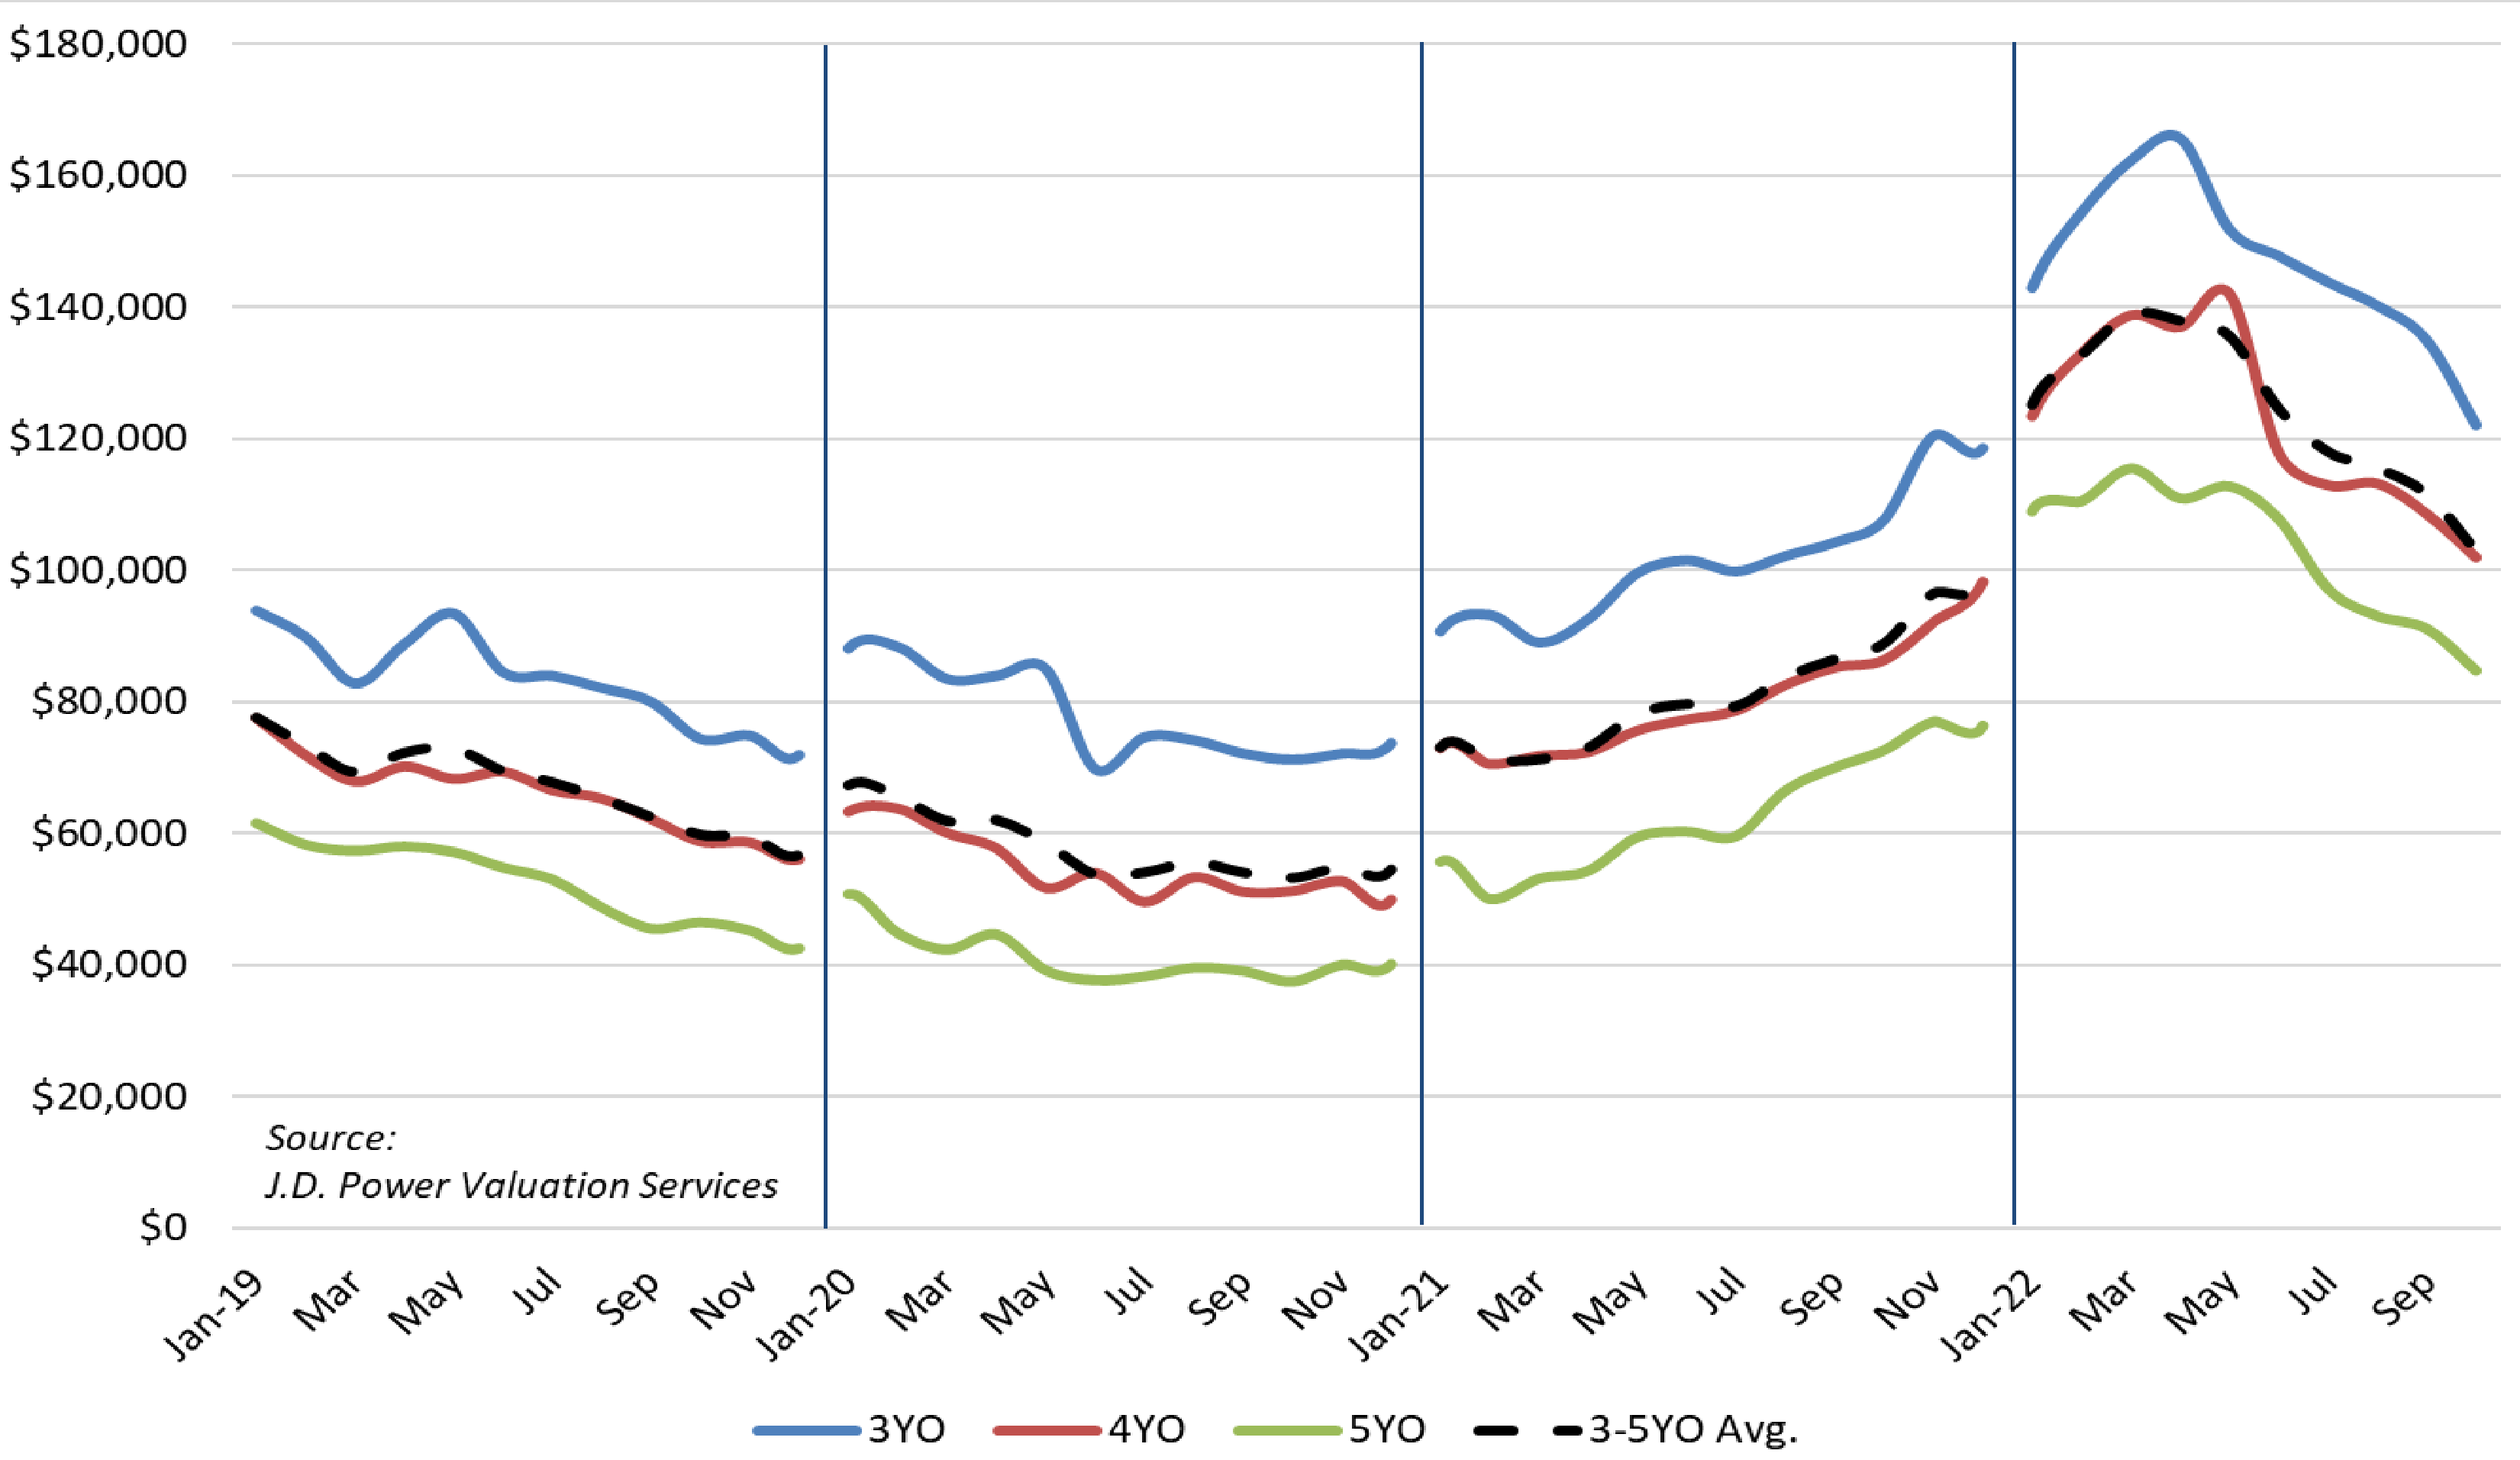 $180,000
$160,000
$140,000
$120,000
$100,000
$80,000
$60,000
$40,000
$20,000
$0
Source:
J.D. Power Valuation Services
Jan-19 Mar May Jul Sep Nov Jan-20 Mar May Jul Sep Nov Jan-21 Mar May Jul Sep Nov Jan-22 Mar May Jul Sep
3YO 4YO 5YO 3-5YO Avg.